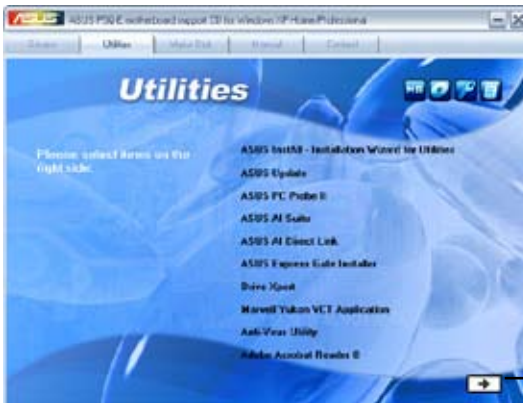 ASUS P5Q-E motherboard support CD for Windows XP Home/Professional
Drivers Utilities Make Disk Manual Contact
Utilities
Please select items on the
right side.
ASUS InstAll - Installation Wizard for Utilities
ASUS Update
ASUS PC Probe II
ASUS AI Suite
ASUS AI Direct Link
ASUS Express Gate Installer
Drive Xpert
Marvell Yukon VCT Application
Anti-Virus Utility
Adobe Acrobat Reader 8